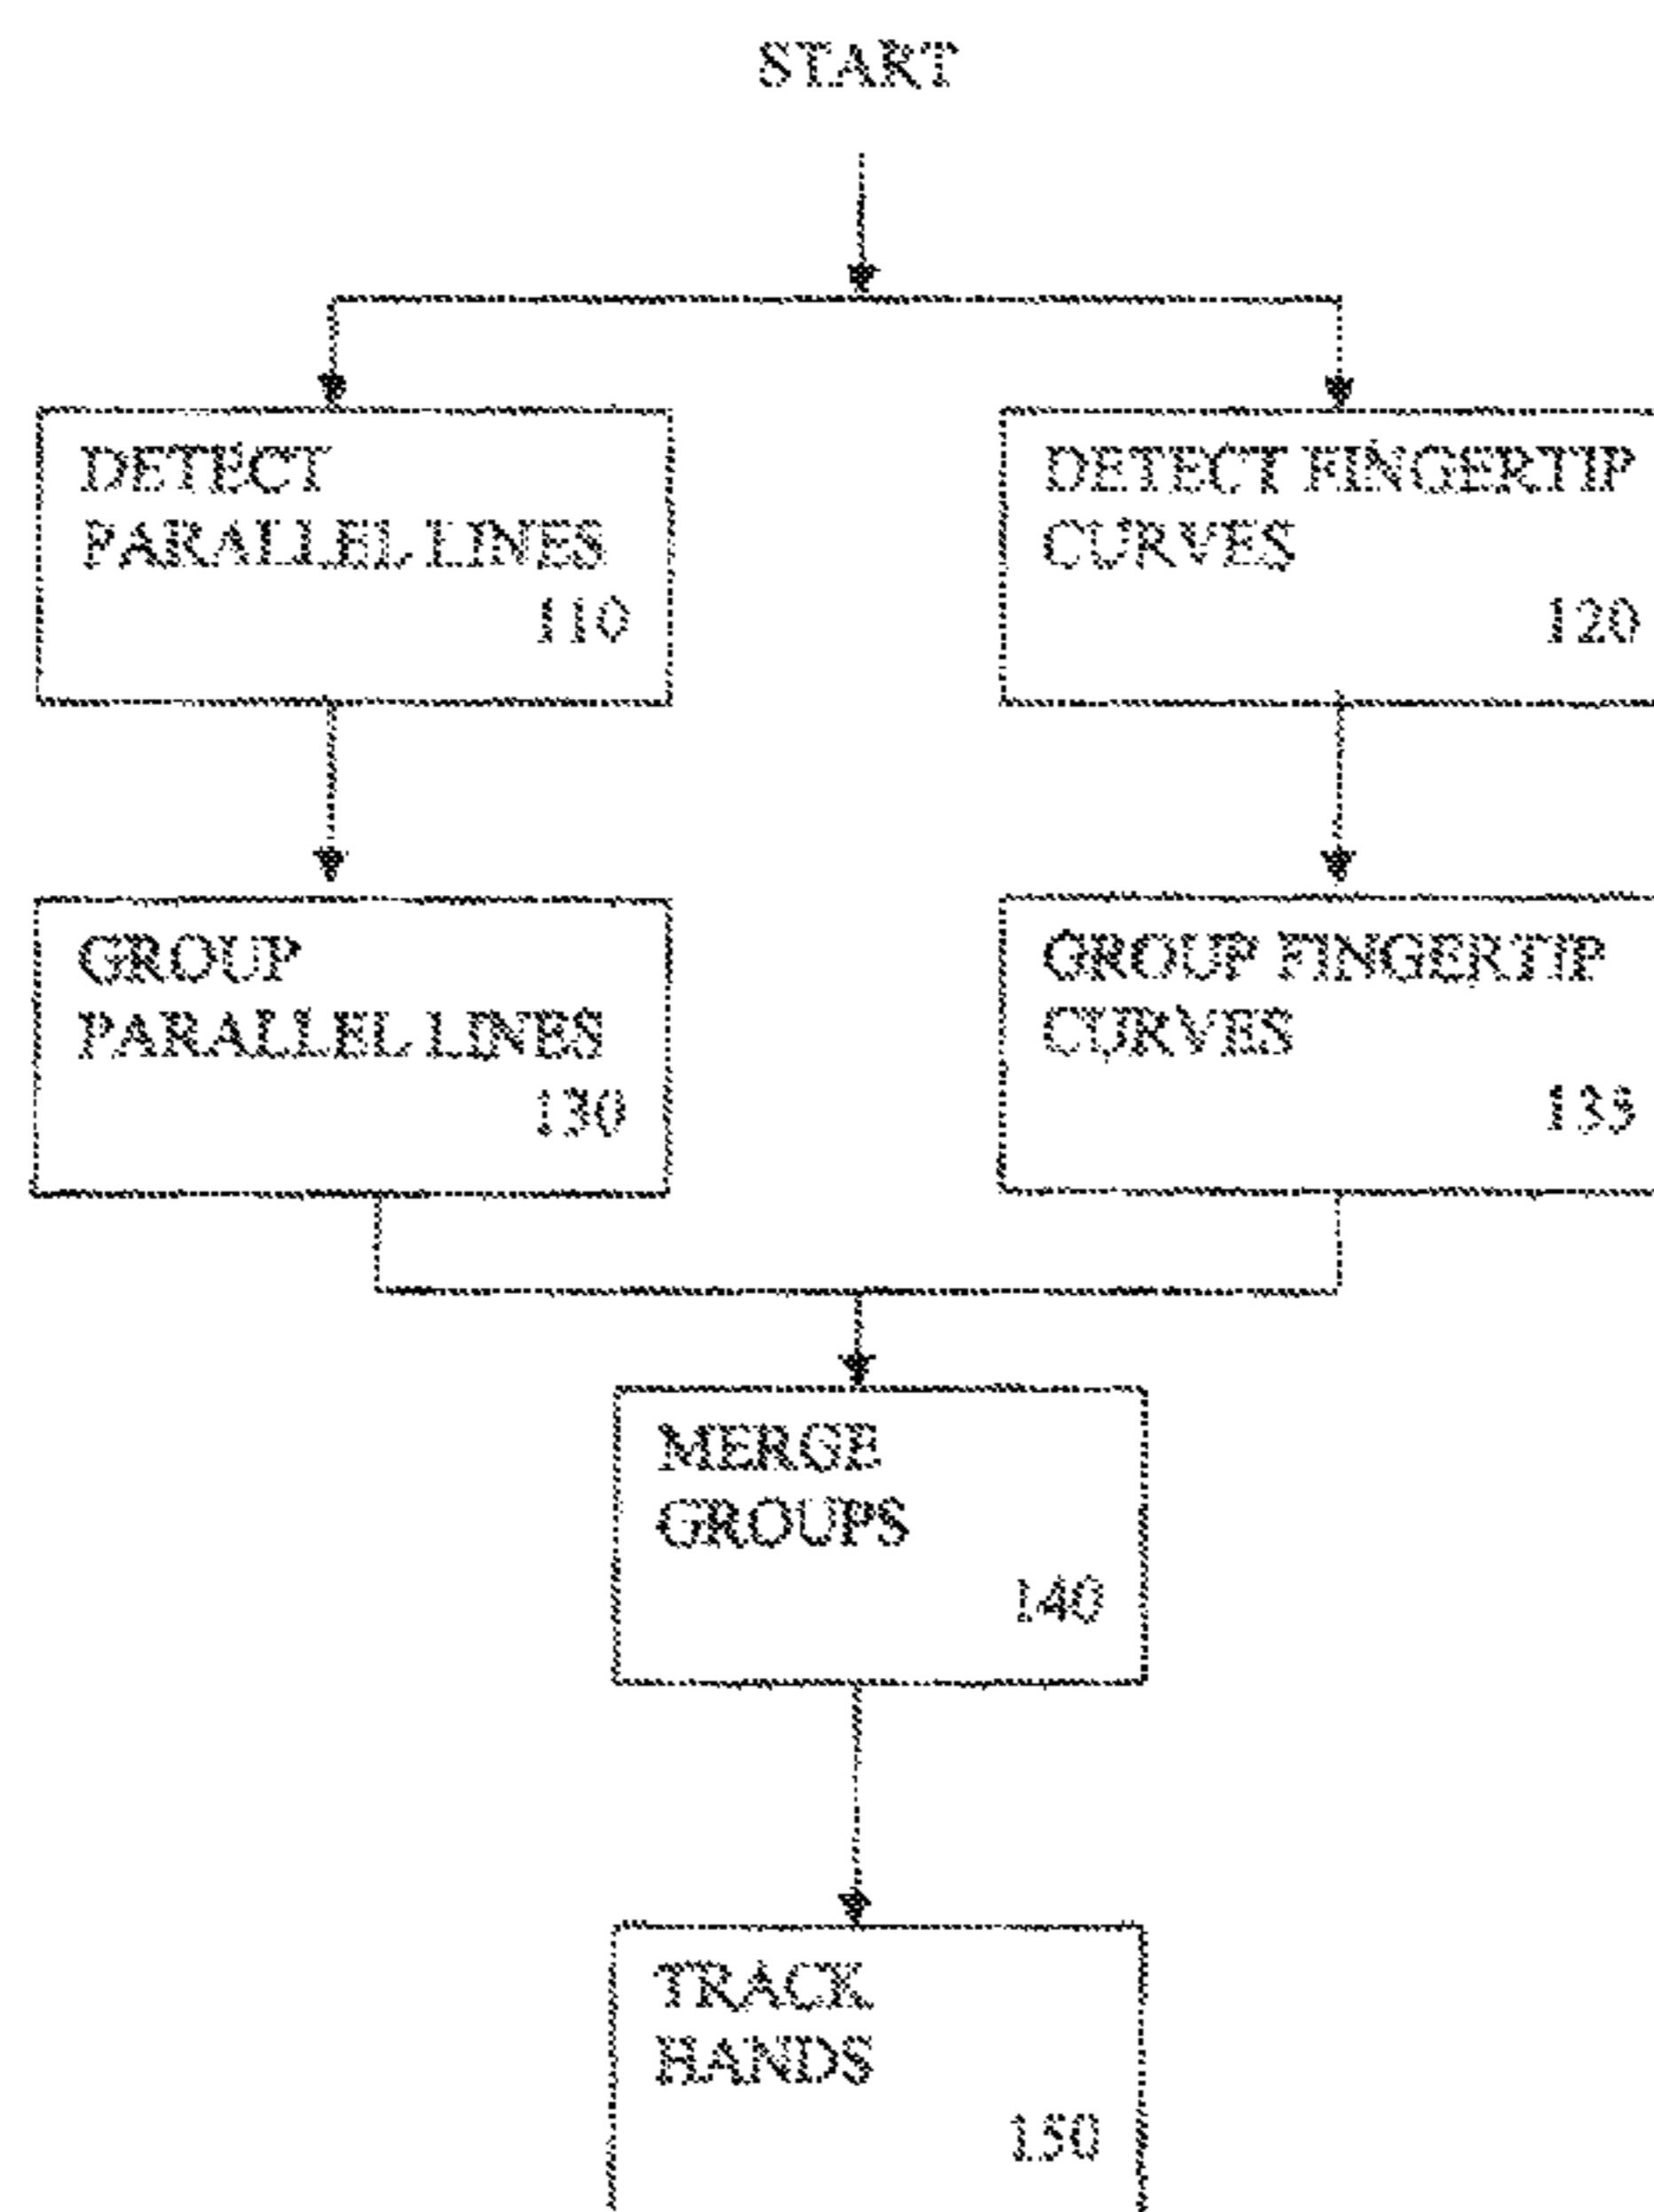 START
DETECT
PARALLEL LINES
110
DETECT FINGERTIP
CURVES
120
GROUP
PARALLEL LINES
130
GROUP FINGERTIP
CURVES
135
MERGE
GROUPS
140
TRACK
HANDS
150